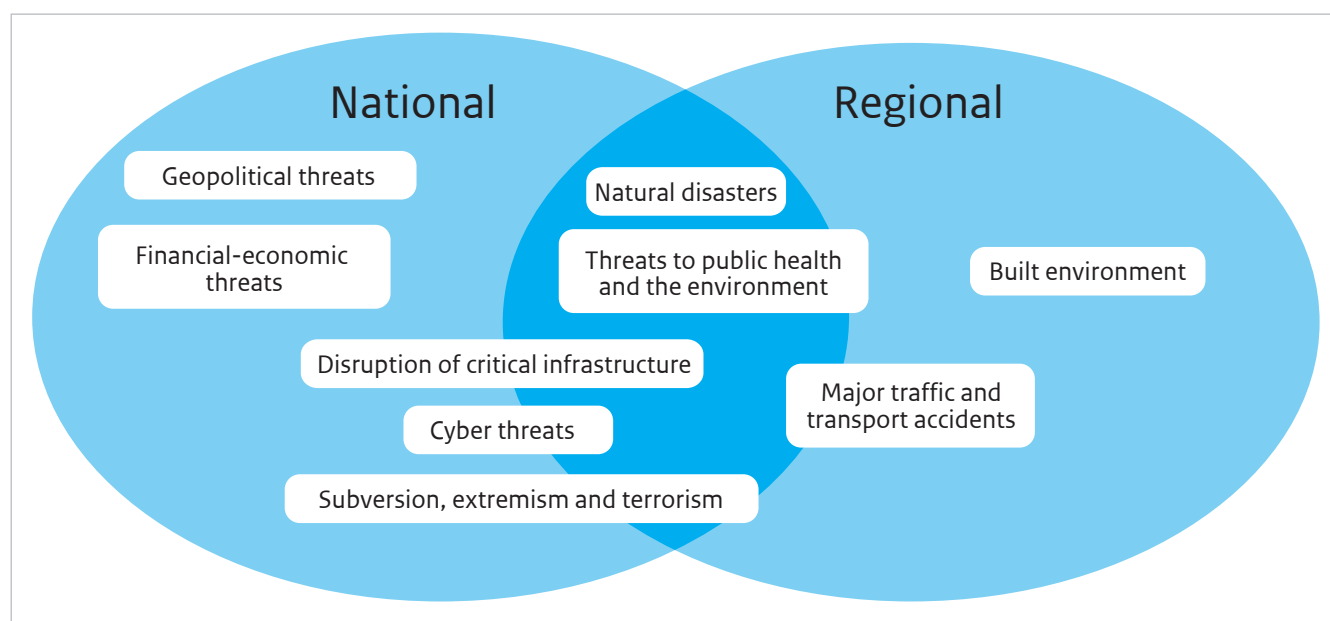 National
Regional
Geopolitical threats
Financial-economic
threats
Natural disasters
Threats to public health
and the environment
Built environment
Disruption of critical infrastructure
Cyber threats
Major traffic and
transport accidents
Subversion, extremism and terrorism